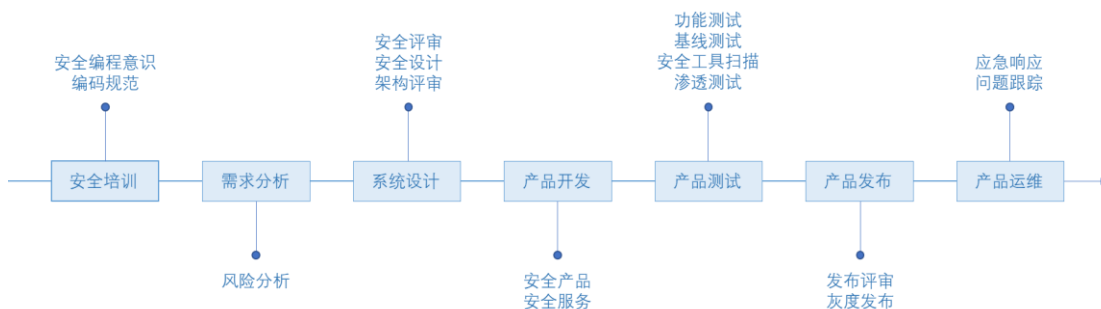 安全编程意识
编码规范
安全评审
安全设计
架构评审
功能测试
基线测试
安全工具扫描
渗透测试
应急响应
问题跟踪
安全培训
需求分析
系统设计
产品开发
产品测试
产品发布
产品运维
风险分析
安全产品
安全服务
发布评审
灰度发布